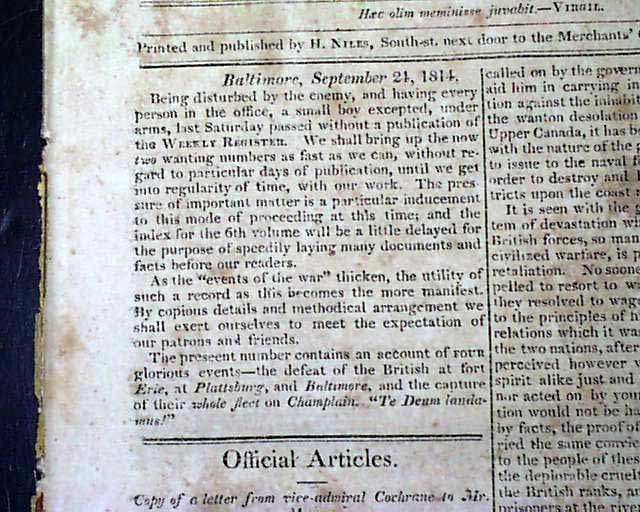 Hæc olim meminisse juvabit.—VIRGIL.
Printed and published by H. NILES, South-st. next door to the Merchants'
Baltimore, September 24, 1814.
Being disturbed by the enemy, and having every
person in the office, a small boy excepted, under
arms, last Saturday passed without a publication of
the WEEKLY REGISTER. We shall bring up the now
two wanting numbers as fast as we can, without re-
gard to particular days of publication, until we get
into regularity of time, with our work. The pres-
sure of important matter is a particular inducement
to this mode of proceeding at this time; and the
index for the 6th volume will be a little delayed for
the purpose of speedily laying many documents and
facts before our readers.
As the "events of the war" thicken, the utility of
such a record as this becomes the more manifest.
By copious details and methodical arrangement we
shall exert ourselves to meet the expectation of
our patrons and friends.
The present number contains an account of FOUR
glorious events—the defeat of the British at fort
Erie, at Plattsburg, and Baltimore, and the capture
of their whole fleet on Champlain. "Te Deum lauda-
mus!"
Official Articles.
Copy of a letter from vice-admiral Cochrane to Mr.
called on by the govern
aid him in carrying in
tion against the inhabi
the wanton desolation
Upper Canada, it has b
with the nature of the
to issue to the naval f
order to destroy and
tricts upon the coast
It is seen with the
tem of devastation w
British forces, so man
civilized warfare, is p
retaliation. No soon
pelled to resort to wa
they resolved to wag
to the principles of h
relations which it wa
the two nations, after
perceived however
spirit alike just and
nor acted on by your
tion would not be ha
by facts, the proof of
ried the same convic
to the people of thes
the deplorable cruel
the British ranks, an
prisoners at the rive